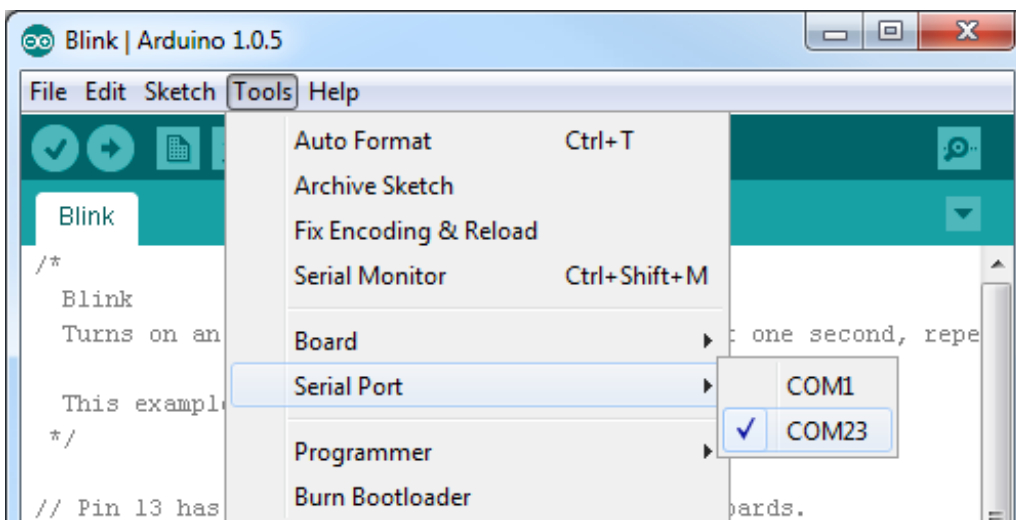 Blink | Arduino 1.0.5
File Edit Sketch Tools Help
Auto Format Ctrl+T
Archive Sketch
Blink
Fix Encoding & Reload
/*
Serial Monitor Ctrl+Shift+M
Blink
Turns on an one second, repe
Board
Serial Port COM1
This example
*/
COM23
Programmer
Burn Bootloader
// Pin 13 has